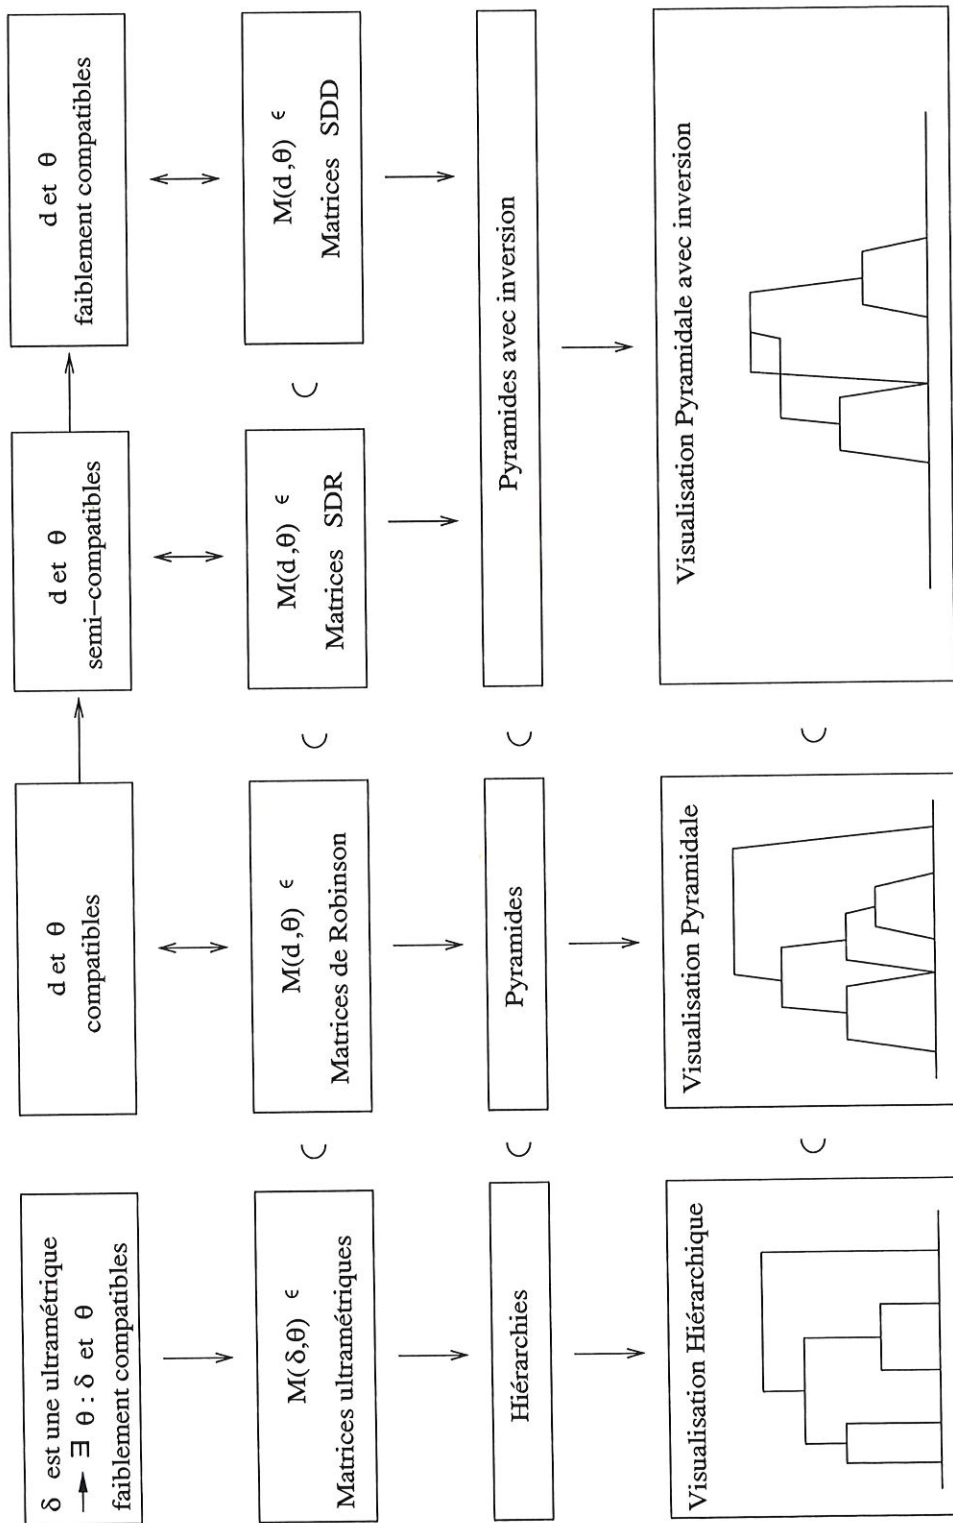 δ est une ultramétrique
→ ∃ θ : δ et θ
faiblement compatibles
d et θ
compatibles
d et θ
semi-compatibles
d et θ
faiblement compatibles
M(δ,θ) ϵ
Matrices ultramétriques
M(d,θ) ϵ
Matrices de Robinson
M(d,θ) ϵ
Matrices SDR
M(d,θ) ϵ
Matrices SDD
Hiérarchies
Pyramides
Pyramides avec inversion
Visualisation Hiérarchique
Visualisation Pyramidale
Visualisation Pyramidale avec inversion